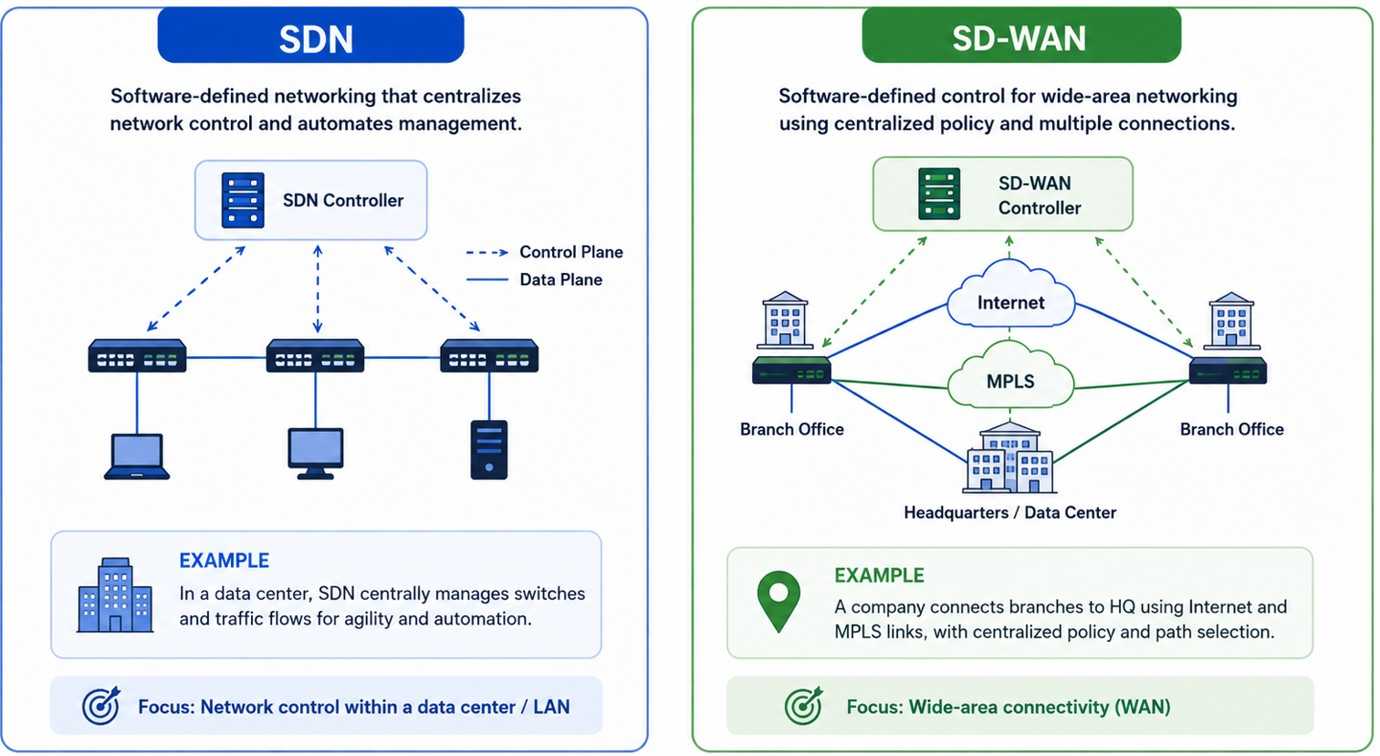 SDN
Software-defined networking that centralizes
network control and automates management.
SDN Controller
Control Plane
Data Plane
EXAMPLE
In a data center, SDN centrally manages switches
and traffic flows for agility and automation.
Focus: Network control within a data center / LAN
SD-WAN
Software-defined control for wide-area networking
using centralized policy and multiple connections.
SD-WAN
Controller
Internet
MPLS
Branch Office
Branch Office
Headquarters / Data Center
EXAMPLE
A company connects branches to HQ using Internet and
MPLS links, with centralized policy and path selection.
Focus: Wide-area connectivity (WAN)